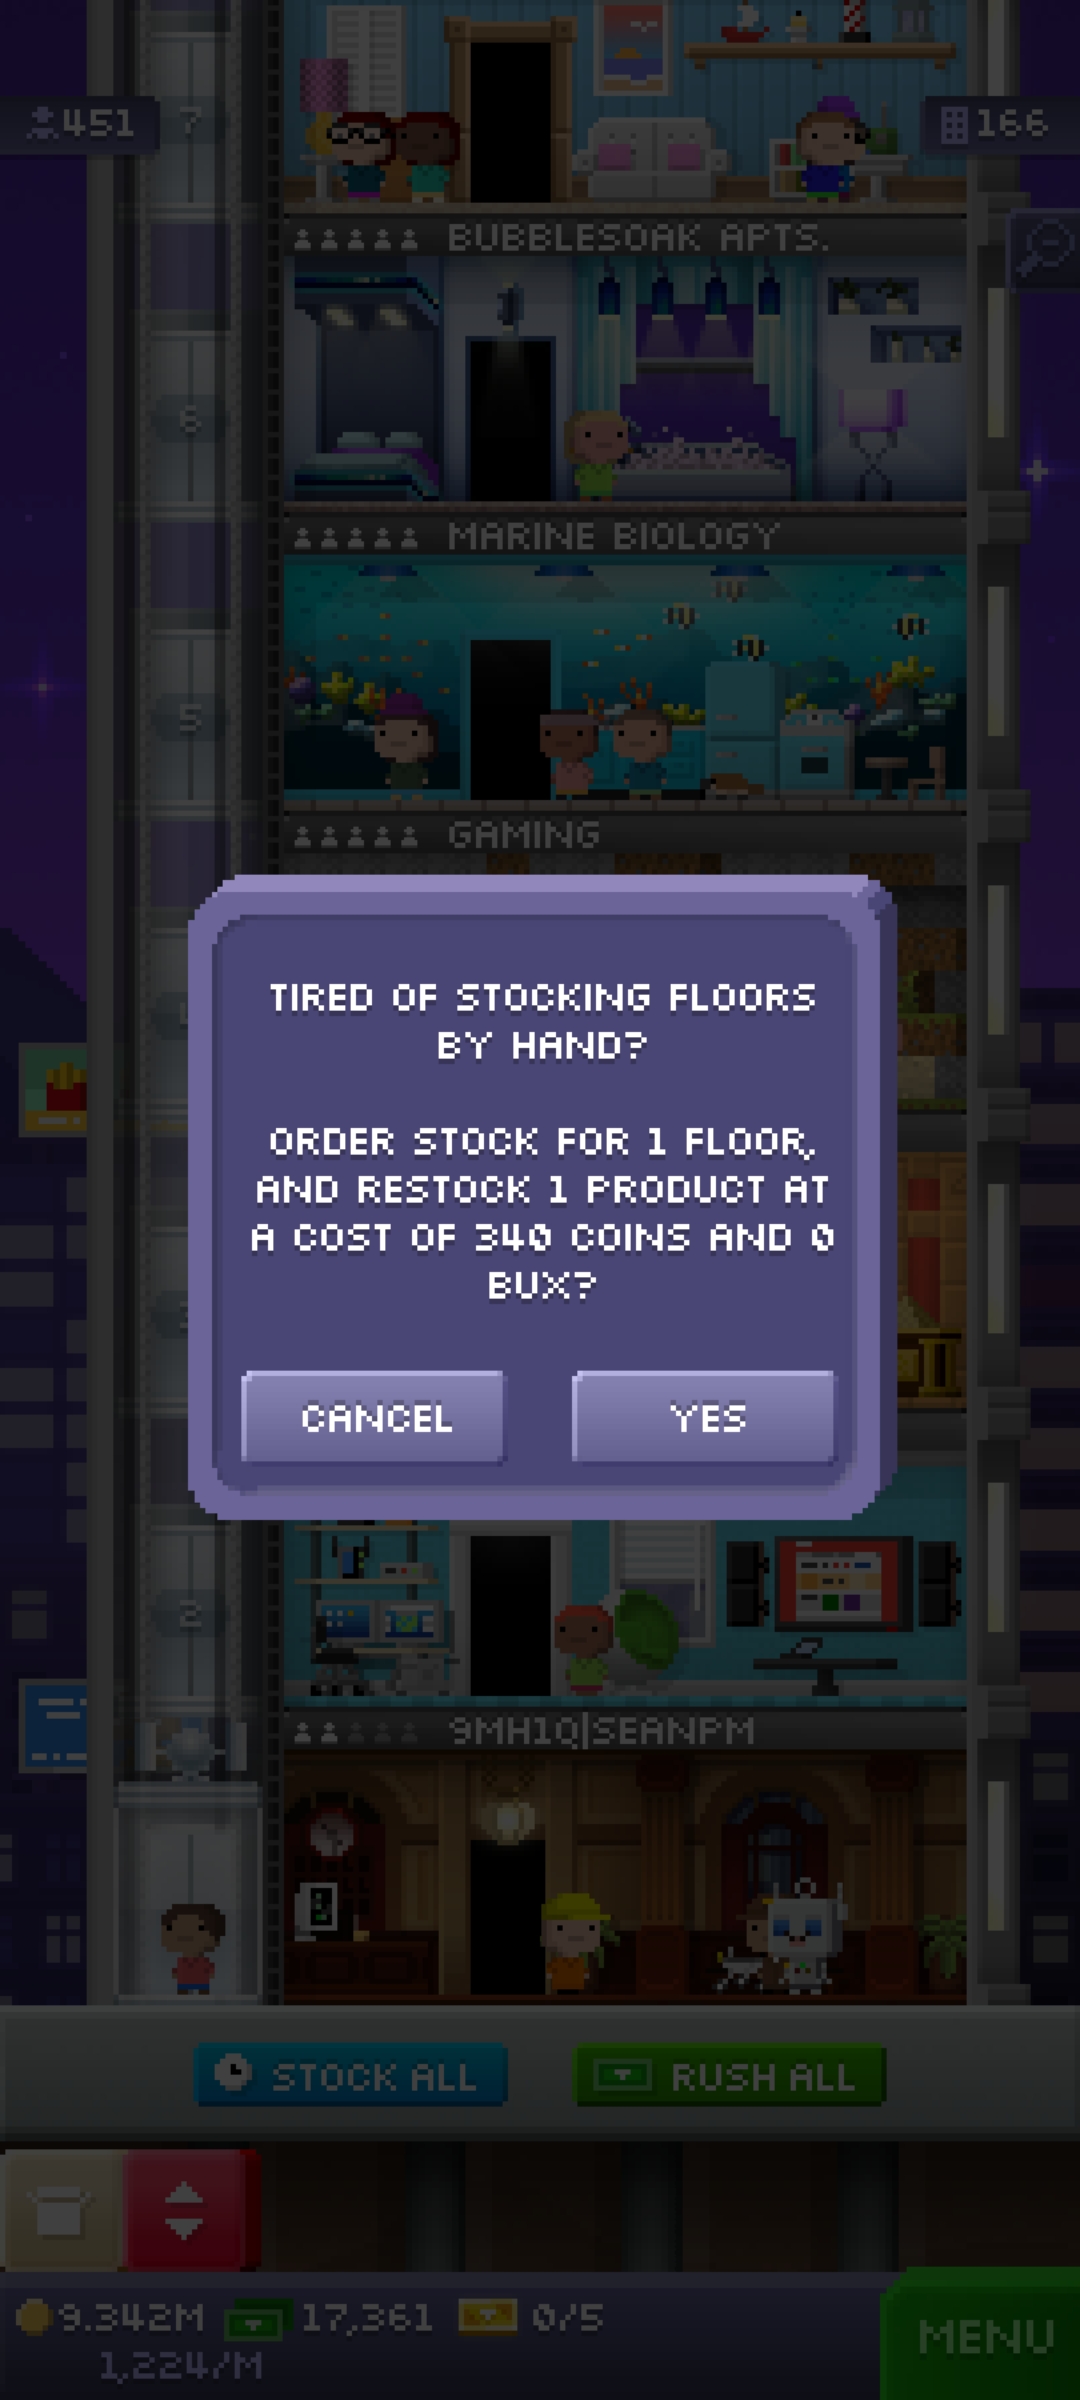 451
7
166
BUBBLESOAK APTS.
6
MARINE BIOLOGY
5
GAMING
TIRED OF STOCKING FLOORS
BY HAND?
ORDER STOCK FOR 1 FLOOR,
AND RESTOCK 1 PRODUCT AT
A COST OF 340 COINS AND 0
BUX?
CANCEL
YES
2
9MH1Q|SEANPM
STOCK ALL
RUSH ALL
9.342M
17,361
0/5
1,224/M
MENU